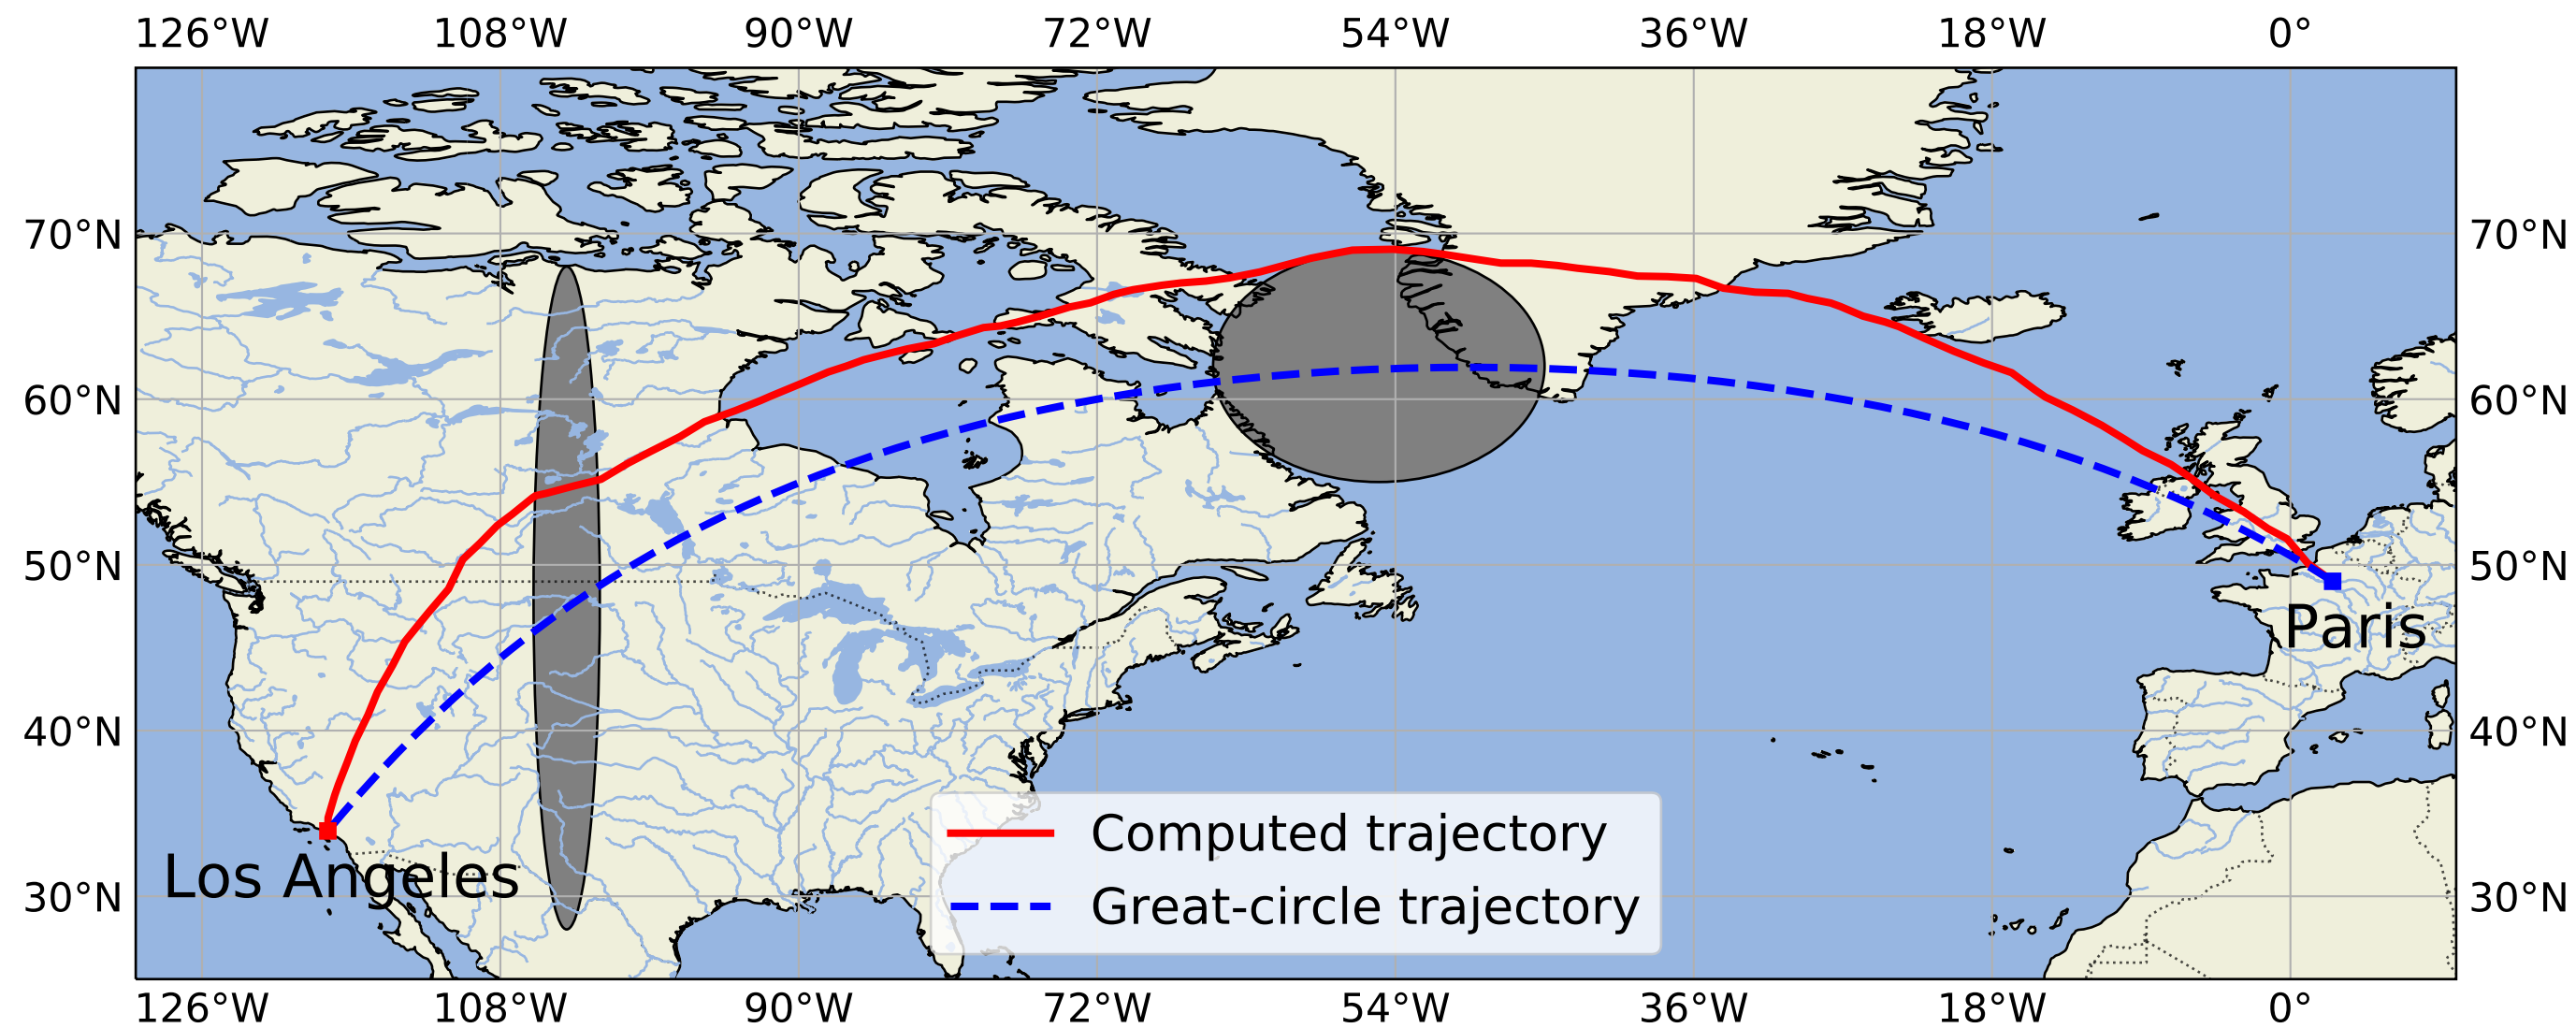 126°W 108°W 90°W 72°W 54°W 36°W 18°W 0°
70°N 70°N
60°N 60°N
50°N 50°N
Paris
40°N 40°N
Computed trajectory
Los Angeles
30°N 30°N
Great-circle trajectory
126°W 108°W 90°W 72°W 54°W 36°W 18°W 0°